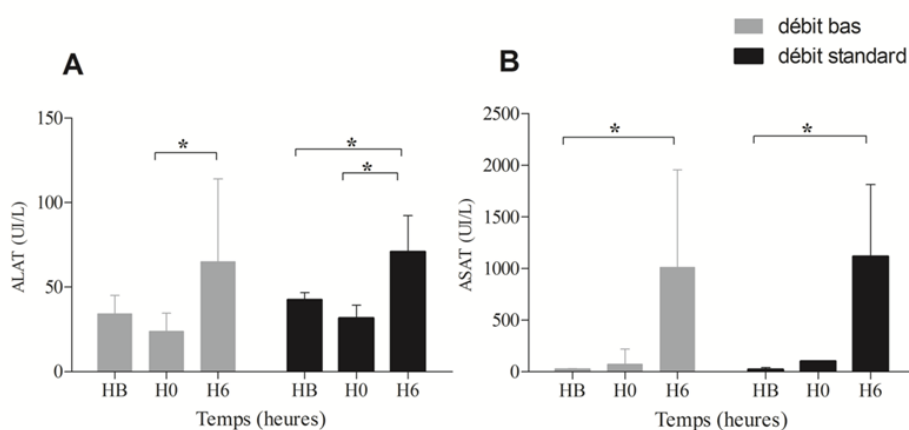 débit bas
débit standard
A
B
ALAT (UI/L)
150
100
50
0
*
*
*
HB H0 H6 HB H0 H6
Temps (heures)
ASAT (UI/L)
2500
2000
1500
1000
500
0
*
*
HB H0 H6 HB H0 H6
Temps (heures)